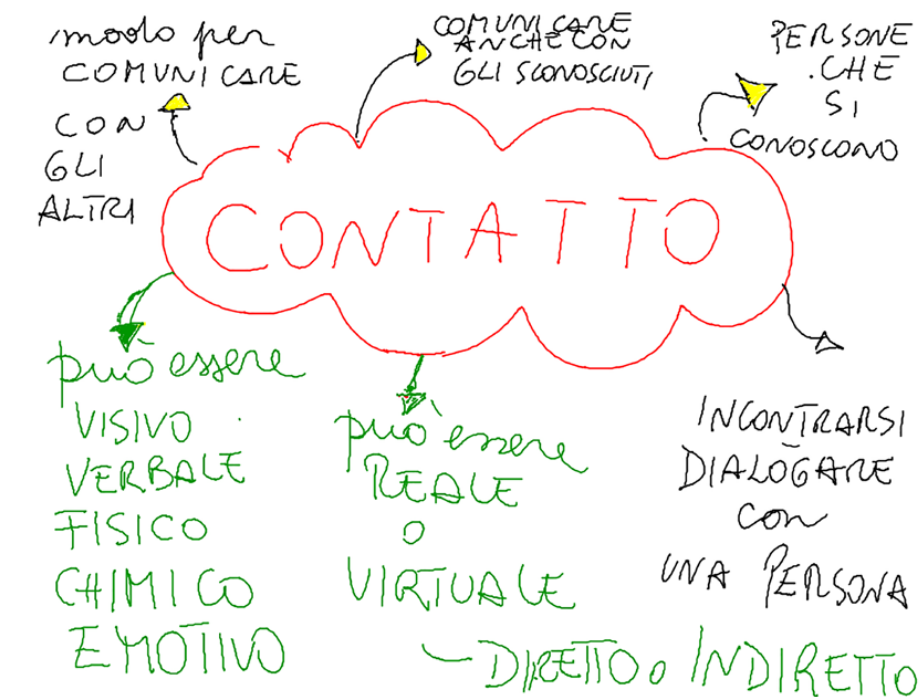 modo per
COMUNICARE
CON
GLI
ALTRI
COMUNICARE
ANCHE CON
GLI SCONOSCIUTI
PERSONE
CHE
SI
CONOSCONO
CONTATTO
può essere
VISIVO
VERBALE
FISICO
CHIMICO
EMOTIVO
può essere
REALE
O
VIRTUALE
- DIRETTO o INDIRETTO
INCONTRARSI
DIALOGARE
con
UNA PERSONA